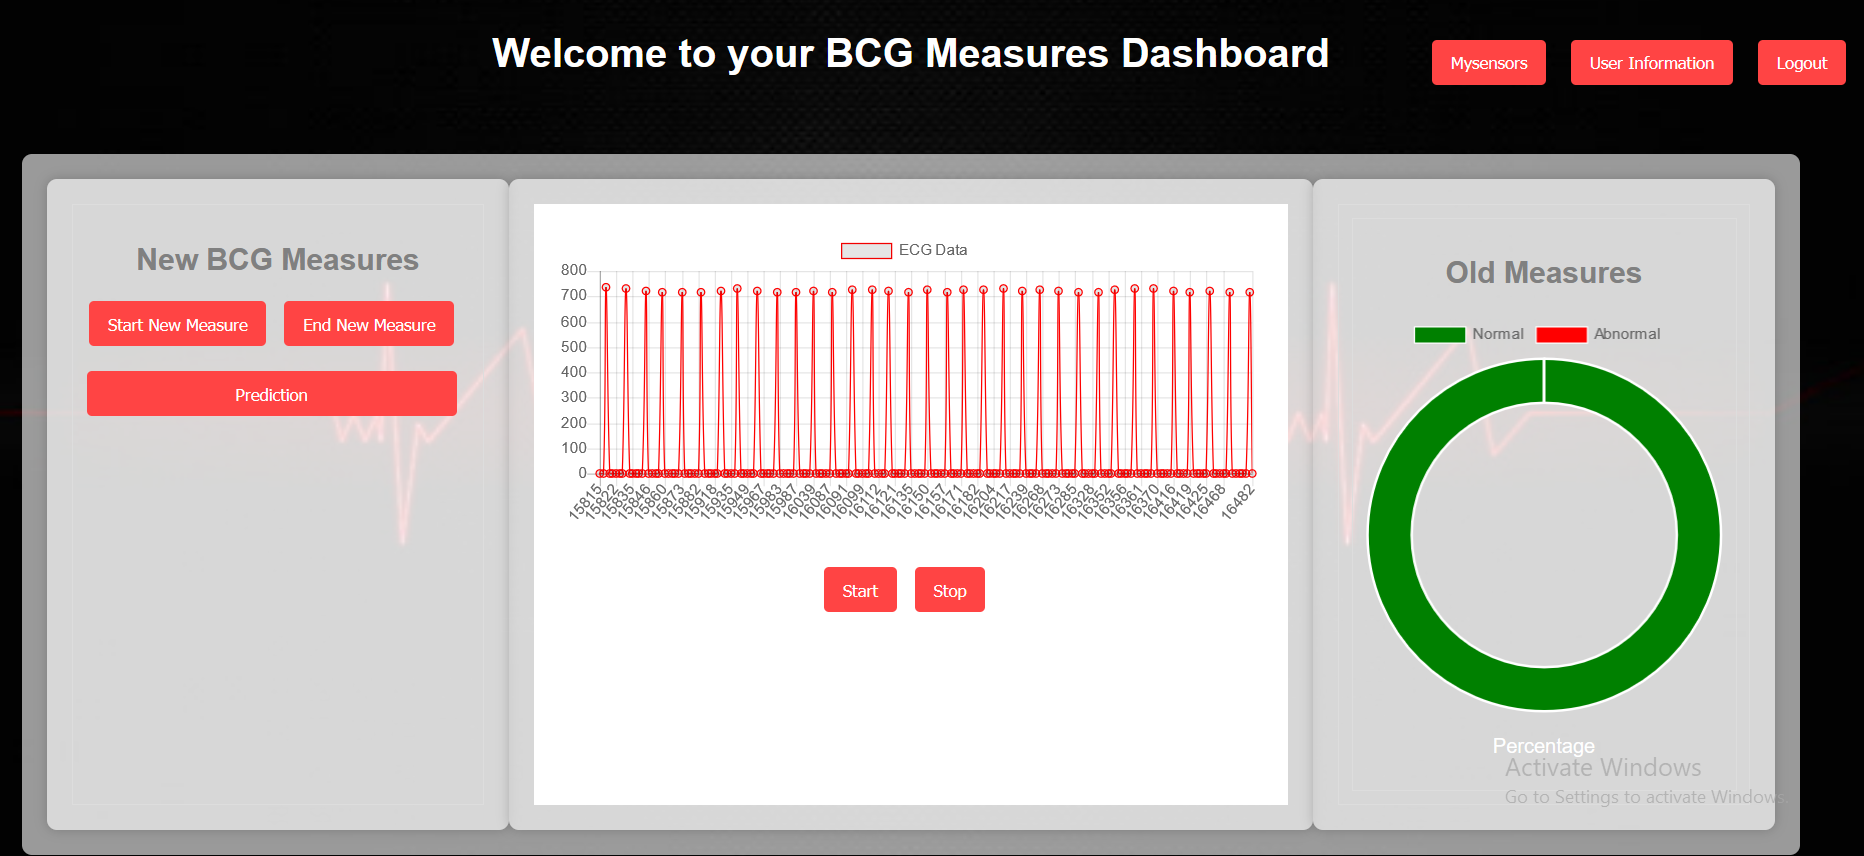 Welcome to your BCG Measures Dashboard
Mysensors
User Information
Logout
New BCG Measures
Start New Measure
End New Measure
Prediction
ECG Data
800
700
600
500
400
300
200
100
0
15815
15822
15835
15846
15860
15873
15882
15918
15935
15949
15967
15983
15987
16039
16087
16091
16099
16112
16121
16135
16150
16157
16171
16182
16204
16217
16239
16268
16273
16285
16328
16352
16356
16361
16370
16416
16419
16425
16468
16482
Start
Stop
Old Measures
Normal
Abnormal
Percentage
Activate Windows
Go to Settings to activate Windows.